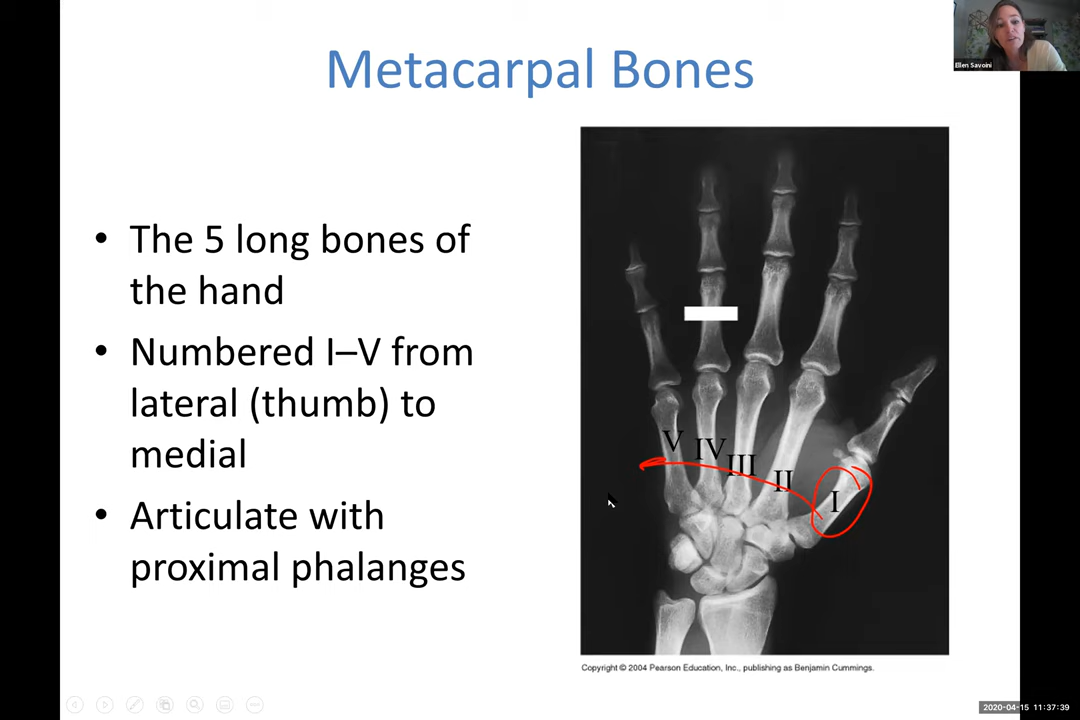 Ellen Savoini
Metacarpal Bones
• The 5 long bones of
the hand
• Numbered I–V from
lateral (thumb) to
medial
• Articulate with
proximal phalanges
V
IV
III
II
I
Copyright © 2004 Pearson Education, Inc., publishing as Benjamin Cummings.
2020-04-15 11:37:39